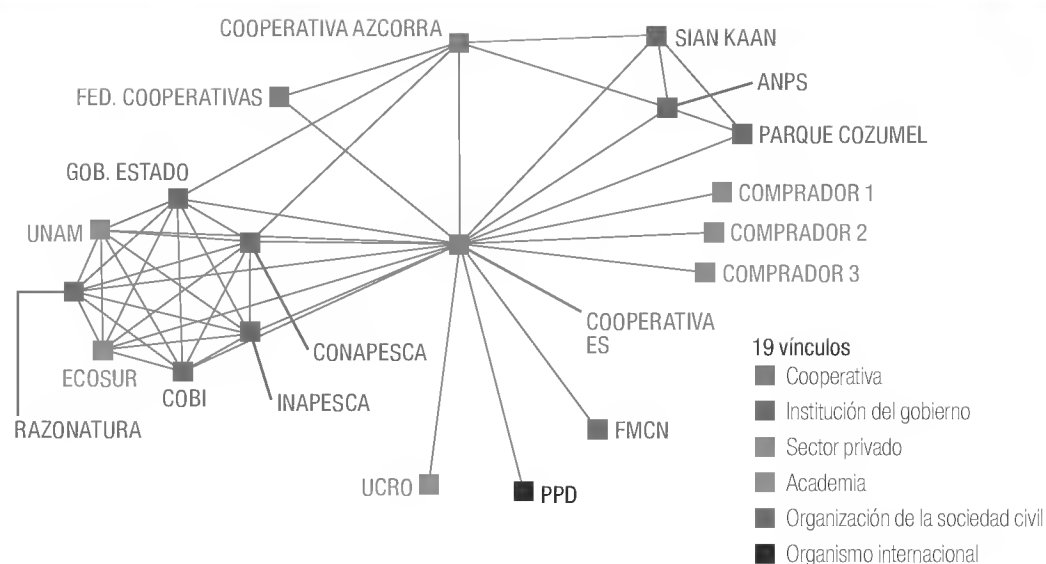 COOPERATIVA AZCORRA
SIAN KAAN
ANPS
FED. COOPERATIVAS
PARQUE COZUMEL
GOB. ESTADO
COMPRADOR 1
UNAM
COMPRADOR 2
COMPRADOR 3
COOPERATIVA
ES
CONAPESCA
ECOSUR
COBI
INAPESCA
RAZONATURA
FMCN
UCRO
PPD
19 vínculos
Cooperativa
Institución del gobierno
Sector privado
Academia
Organización de la sociedad civil
Organismo internacional